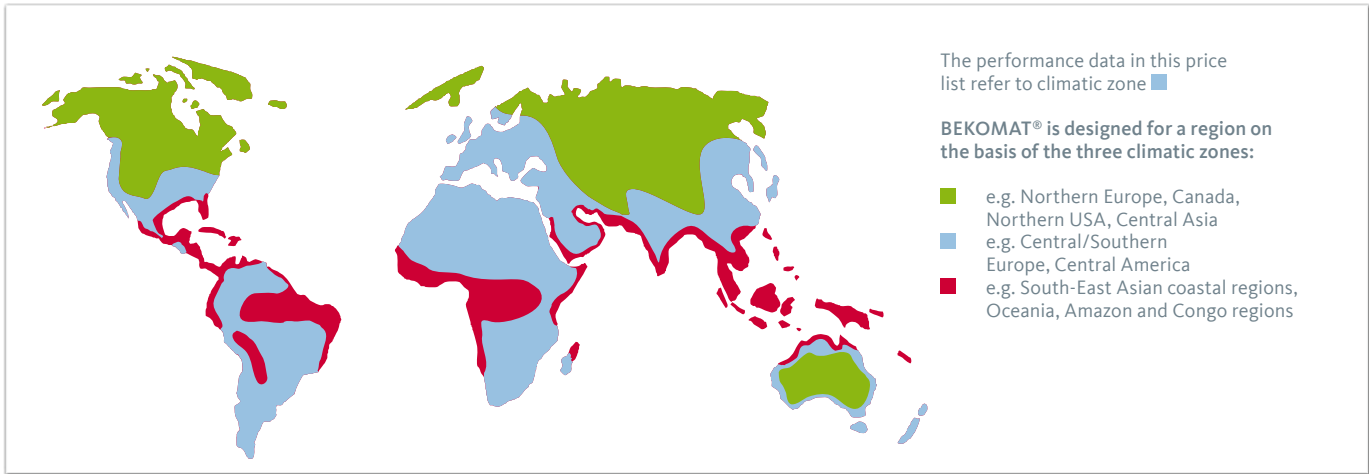 The performance data in this price
list refer to climatic zone
BEKOMAT® is designed for a region on
the basis of the three climatic zones:
e.g. Northern Europe, Canada,
Northern USA, Central Asia
e.g. Central/Southern
Europe, Central America
e.g. South-East Asian coastal regions,
Oceania, Amazon and Congo regions